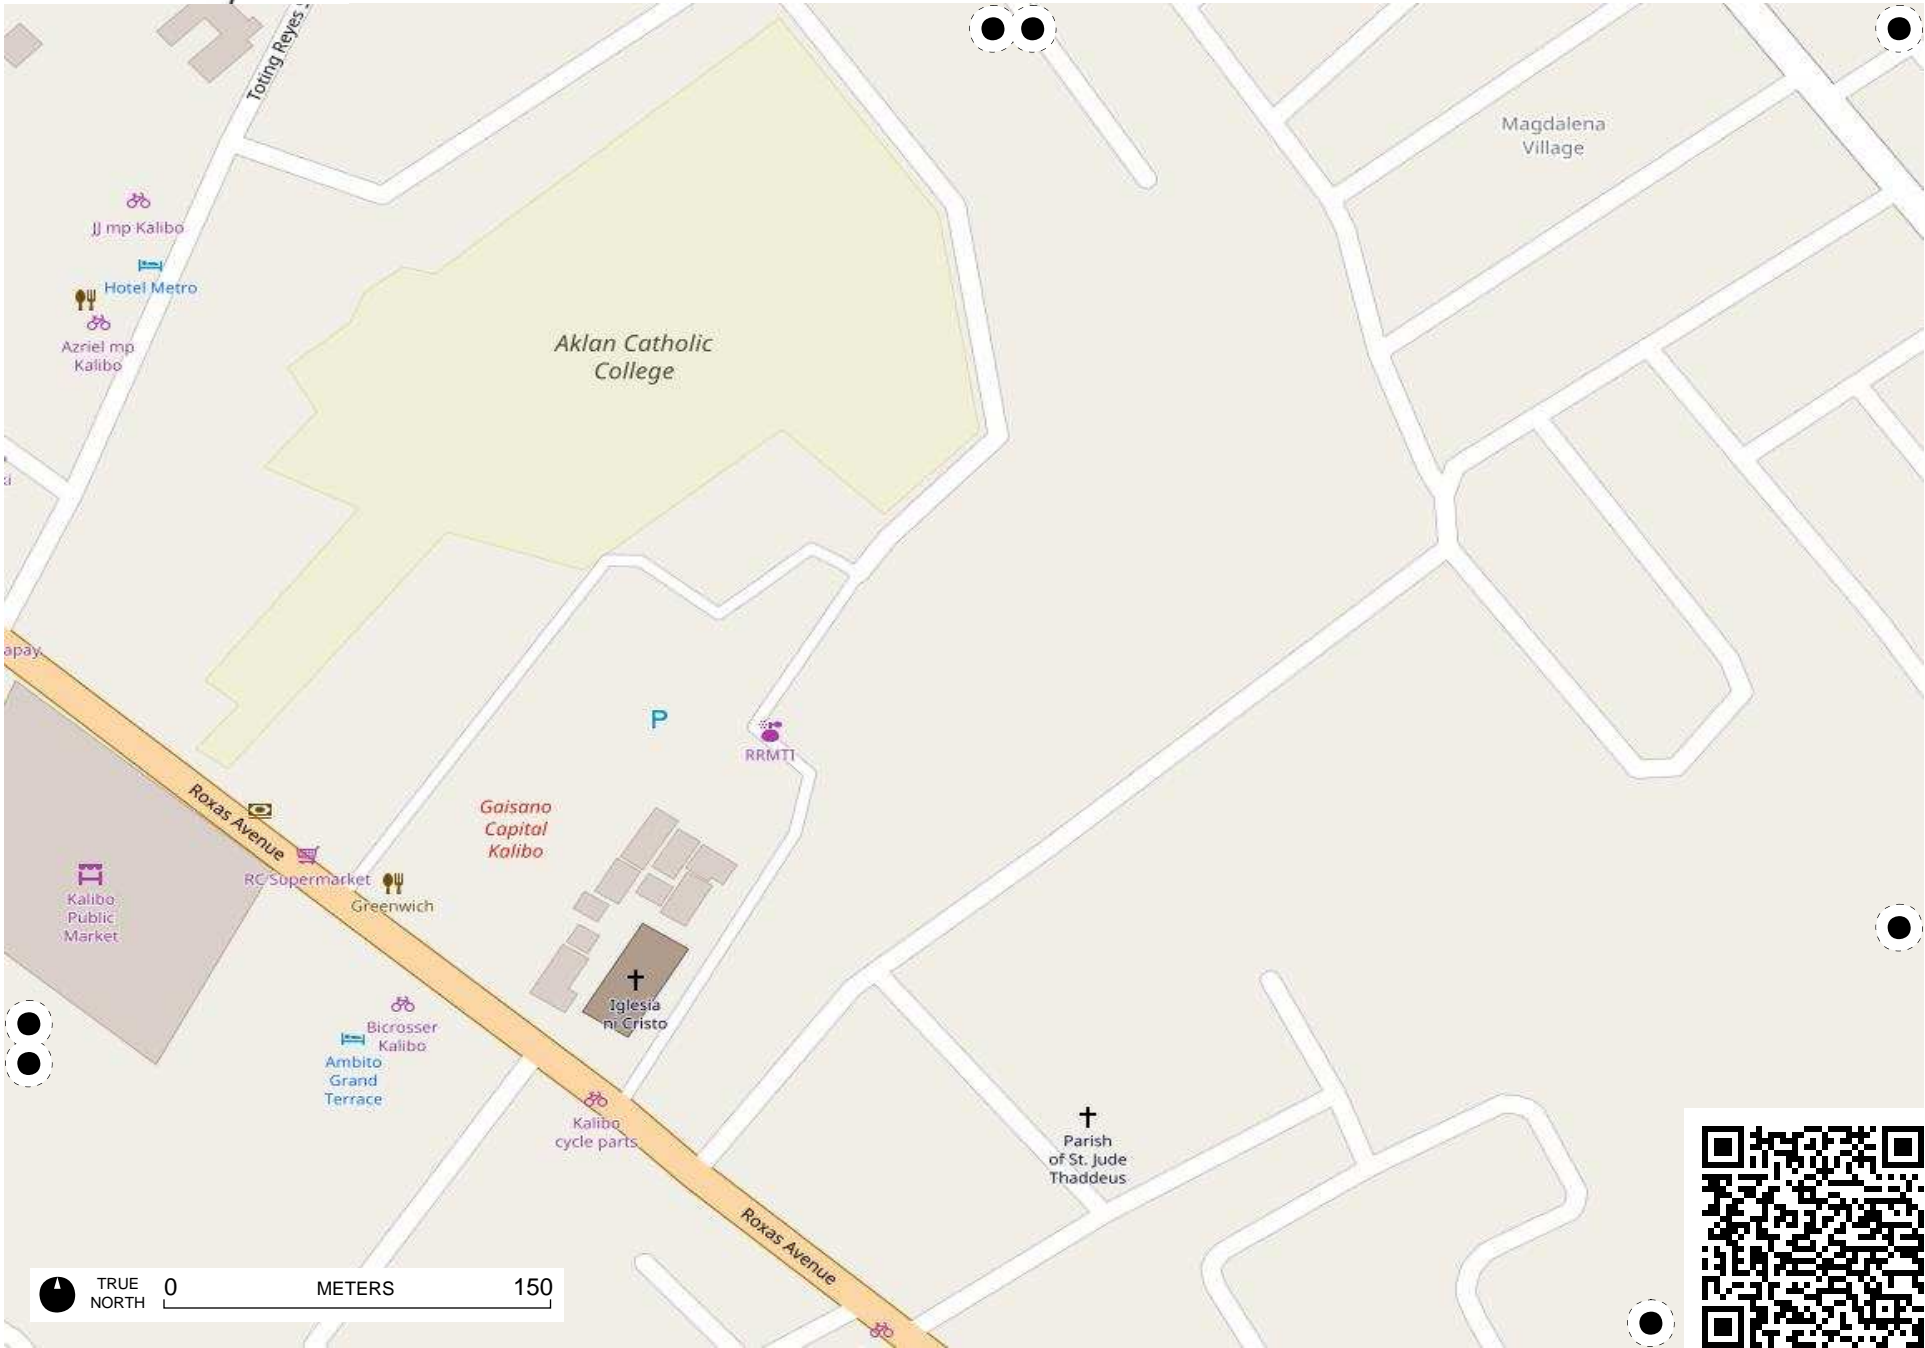 Toting Reyes
Magdalena
Village
JJ mp Kalibo
Hotel Metro
Azriel mp
Kalibo
Aklan Catholic
College
apay
P
RRMTI
Gaisano
Capital
Kalibo
Roxas Avenue
RC Supermarket
Greenwich
Kalibo
Public
Market
Iglesia
ni Cristo
Bicrosser
Kalibo
Ambito
Grand
Terrace
Kalibo
cycle parts
Parish
of St. Jude
Thaddeus
Roxas Avenue
TRUE
NORTH
0 METERS 150